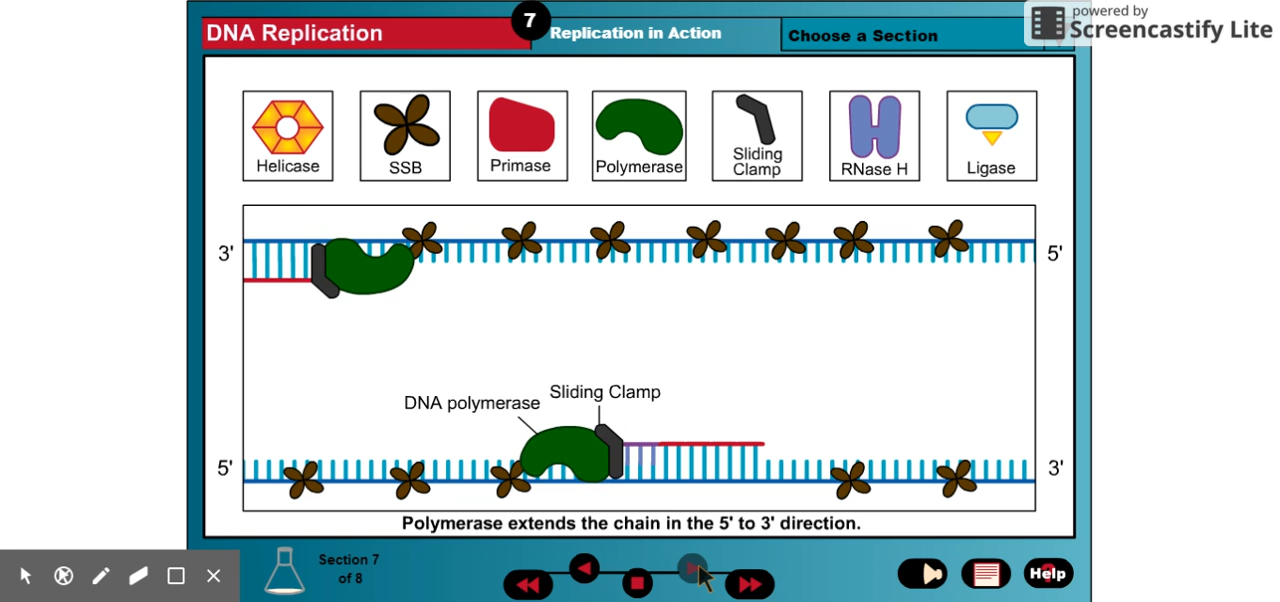 DNA Replication
7
Replication in Action
Choose a Section
powered by
Screencastify Lite
Helicase
SSB
Primase
Polymerase
Sliding
Clamp
RNase H
Ligase
3'
5'
DNA polymerase
Sliding Clamp
5'
3'
Polymerase extends the chain in the 5' to 3' direction.
Section 7
of 8
Help